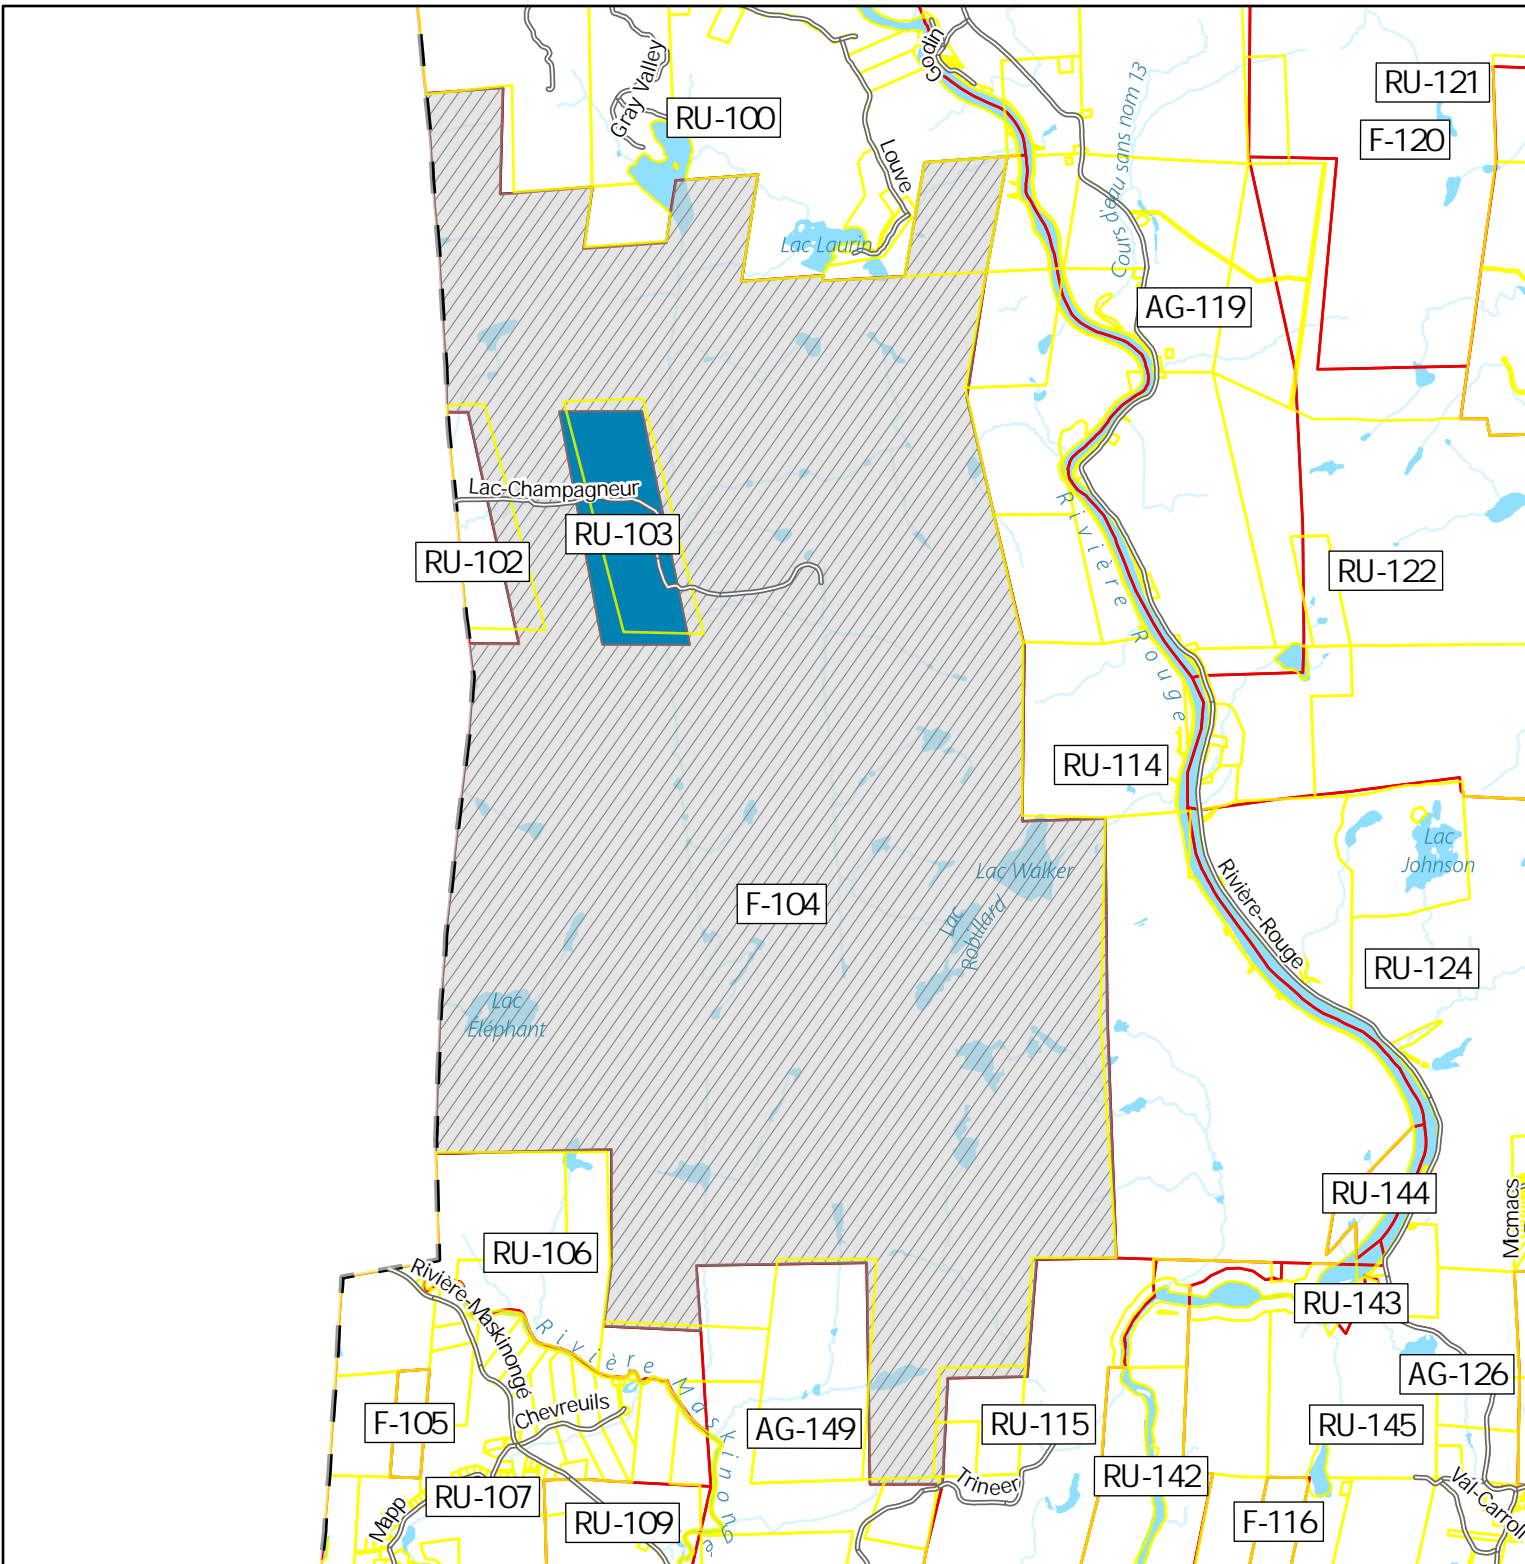 Godin
Gray Valley
RU-100
RU-121
F-120
Louve
Cours d'eau sans nom 13
Lac Laurin
AG-119
Lac-Champagneur
RU-103
RU-102
Rivière Rouge
RU-122
RU-114
Lac
Johnson
Lac Walker
Rivière-Rouge
F-104
Lac
Robillard
RU-124
Lac
Éléphant
RU-144
Micmacs
RU-106
Rivière-Maskinongé
RU-143
Rivière Maskinongé
AG-126
Chevreuils
F-105
AG-149
RU-115
RU-145
RU-142
Trineer
Val-Carroll
RU-107
Mapp
RU-109
F-116